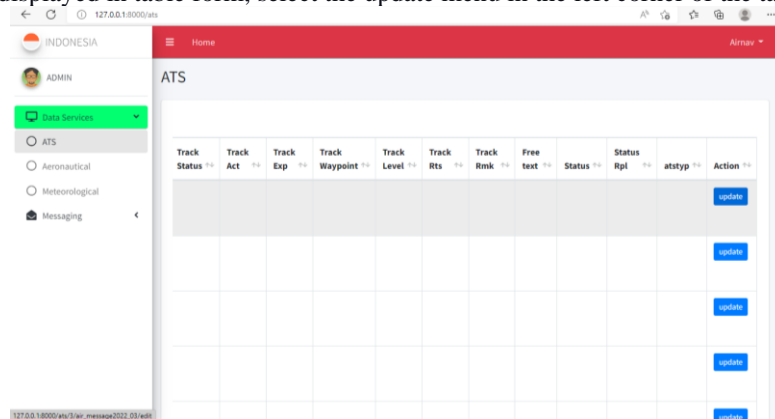 displayed in table form, select the update menu in the left corner of the
127.0.0.1:8000/ats
INDONESIA
Home
Airnav
ADMIN
ATS
Data Services
ATS
Aeronautical
Meteorological
Messaging
Track Status Track Act Track Exp Track Waypoint Track Level Track Rts Track Rmk Free text Status Status Rpl atstyp Action
update
update
update
update
update
127.0.0.1:8000/ats/3/air_message2022_03/edit